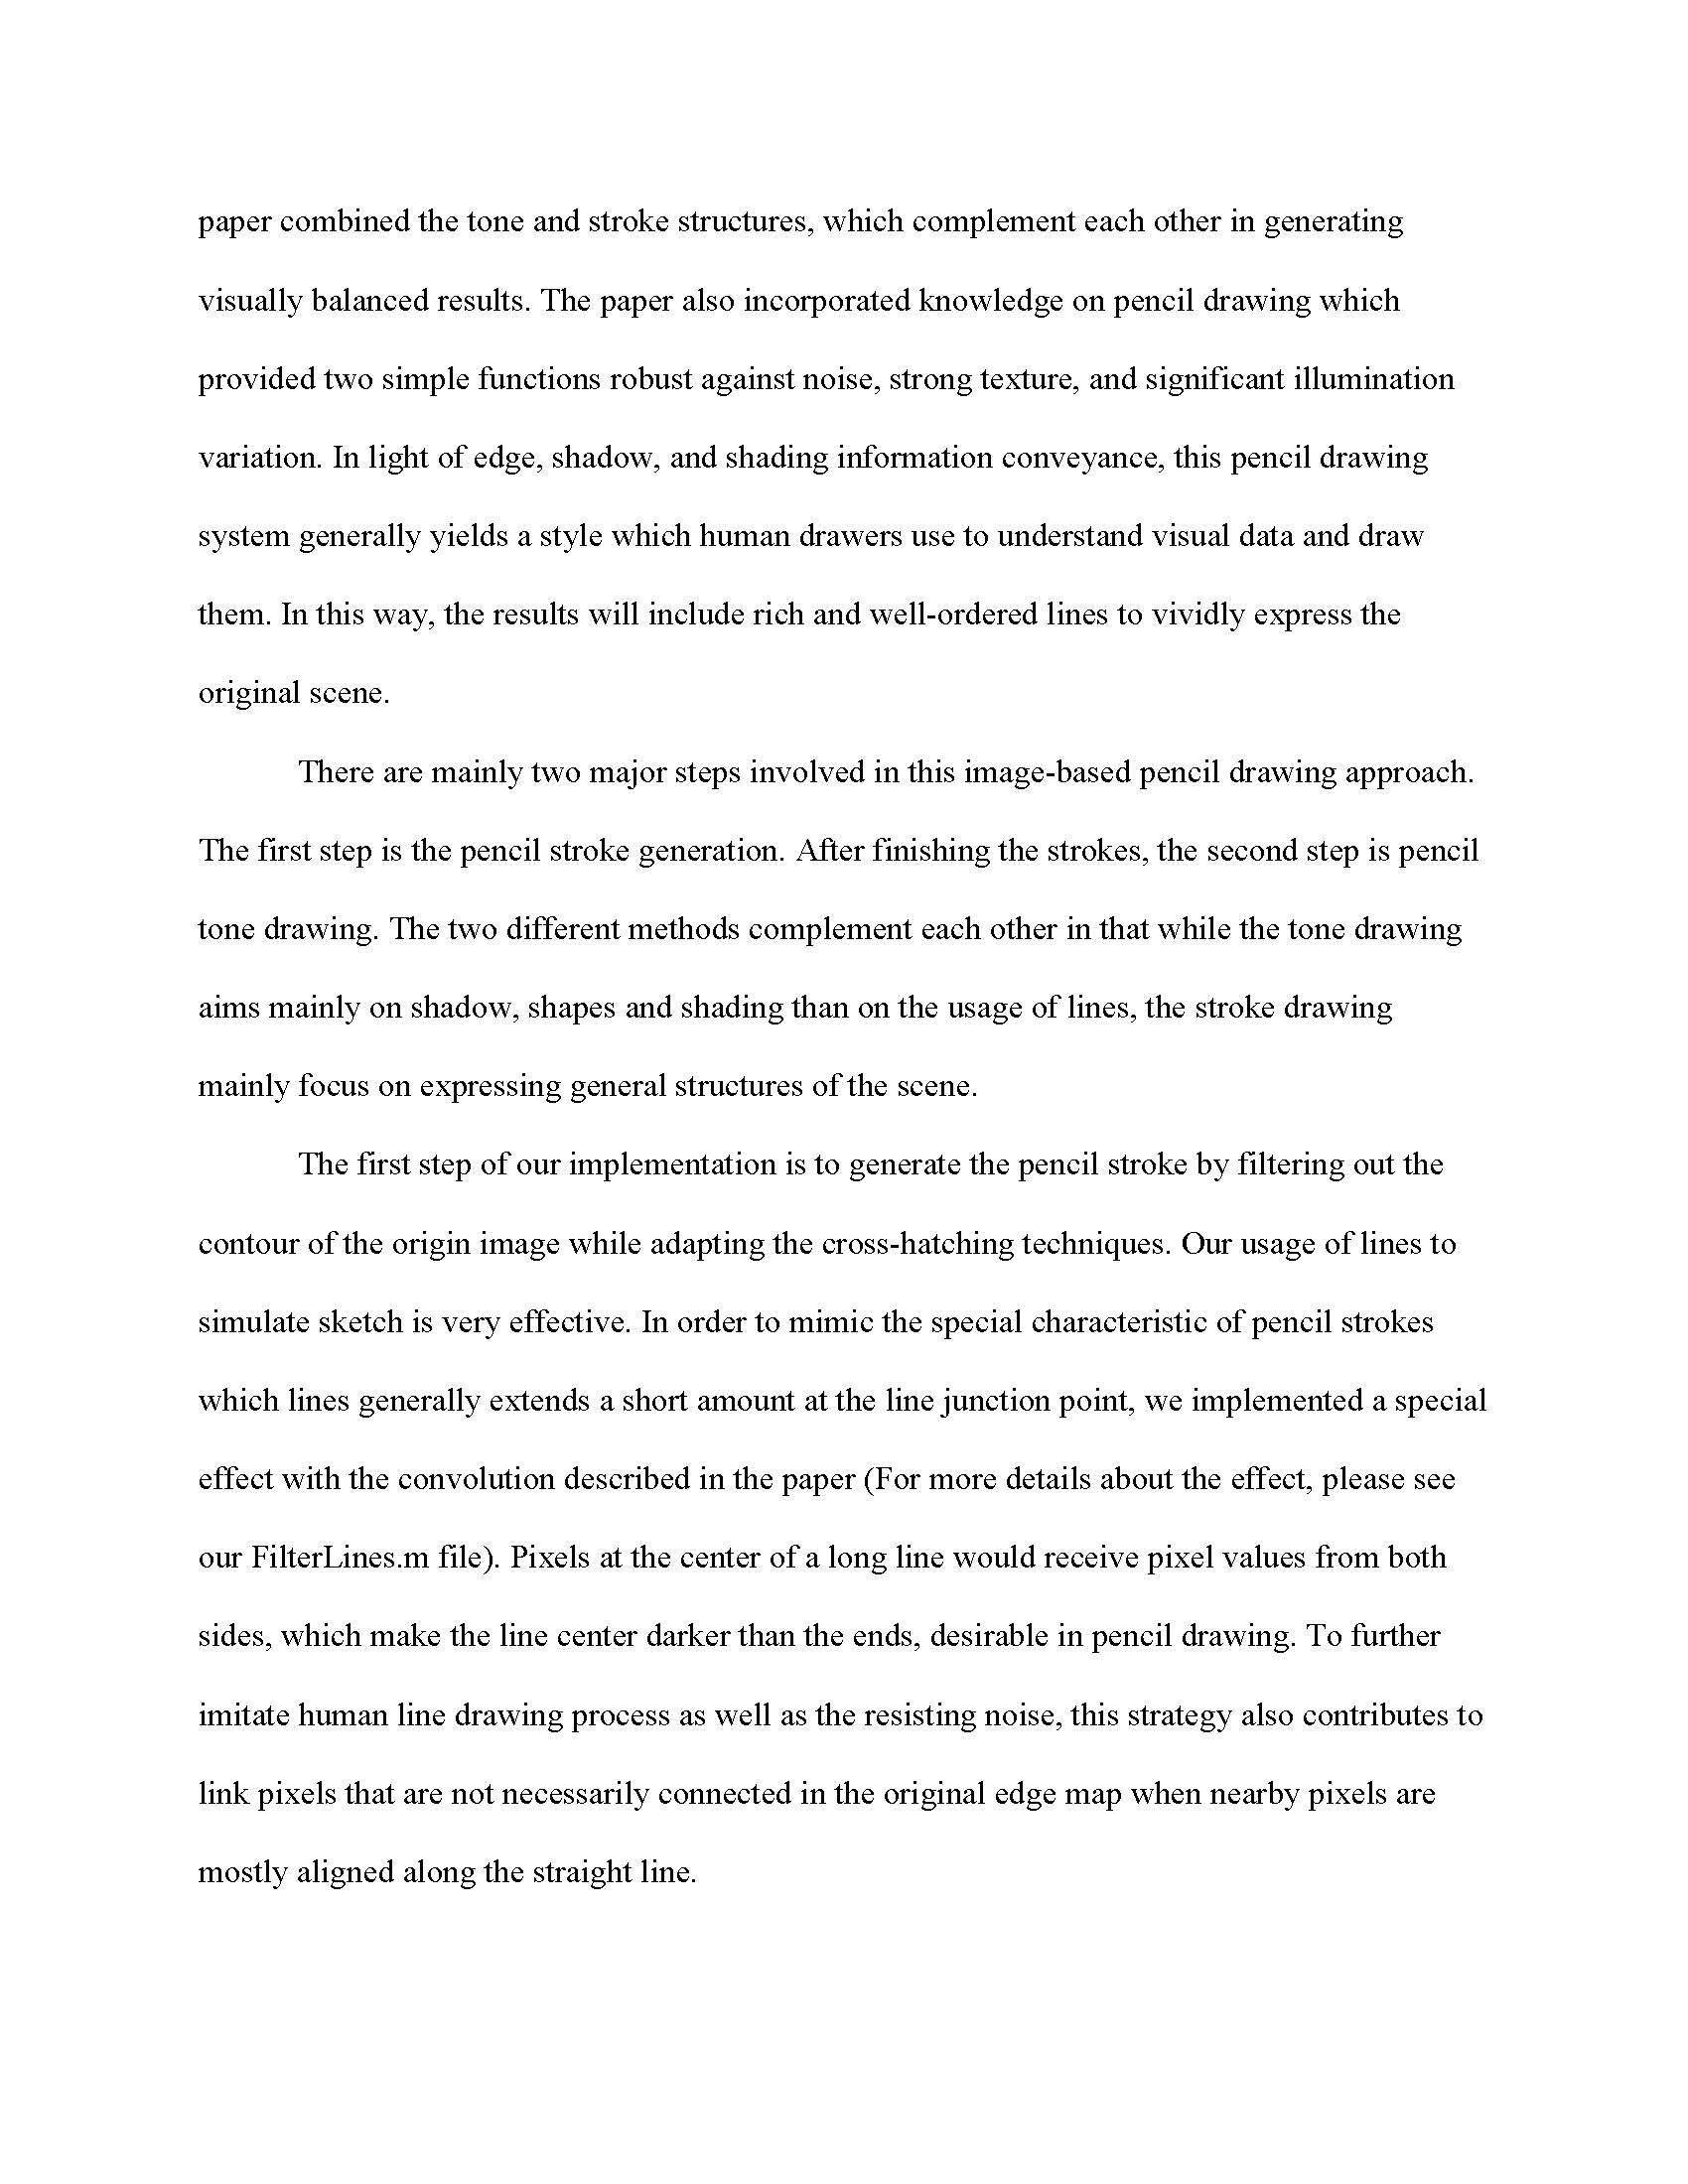 paper combined the tone and stroke structures, which complement each other in generating
visually balanced results. The paper also incorporated knowledge on pencil drawing which
provided two simple functions robust against noise, strong texture, and significant illumination
variation. In light of edge, shadow, and shading information conveyance, this pencil drawing
system generally yields a style which human drawers use to understand visual data and draw
them. In this way, the results will include rich and well-ordered lines to vividly express the
original scene.
There are mainly two major steps involved in this image-based pencil drawing approach.
The first step is the pencil stroke generation. After finishing the strokes, the second step is pencil
tone drawing. The two different methods complement each other in that while the tone drawing
aims mainly on shadow, shapes and shading than on the usage of lines, the stroke drawing
mainly focus on expressing general structures of the scene.
The first step of our implementation is to generate the pencil stroke by filtering out the
contour of the origin image while adapting the cross-hatching techniques. Our usage of lines to
simulate sketch is very effective. In order to mimic the special characteristic of pencil strokes
which lines generally extends a short amount at the line junction point, we implemented a special
effect with the convolution described in the paper (For more details about the effect, please see
our FilterLines.m file). Pixels at the center of a long line would receive pixel values from both
sides, which make the line center darker than the ends, desirable in pencil drawing. To further
imitate human line drawing process as well as the resisting noise, this strategy also contributes to
link pixels that are not necessarily connected in the original edge map when nearby pixels are
mostly aligned along the straight line.